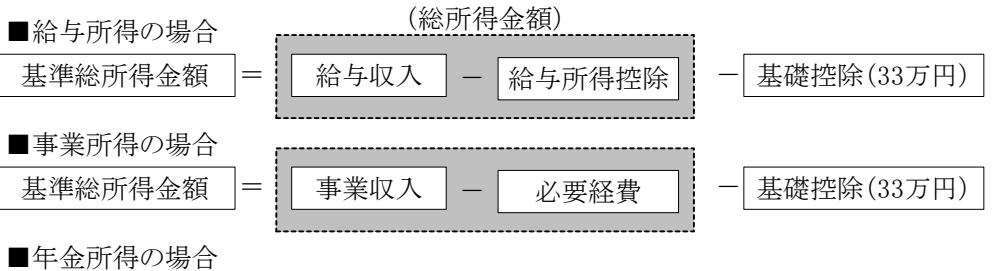 (総所得金額)
■給与所得の場合
基準総所得金額 = 給与収入 − 給与所得控除 − 基礎控除(33万円)
■事業所得の場合
基準総所得金額 = 事業収入 − 必要経費 − 基礎控除(33万円)
■年金所得の場合